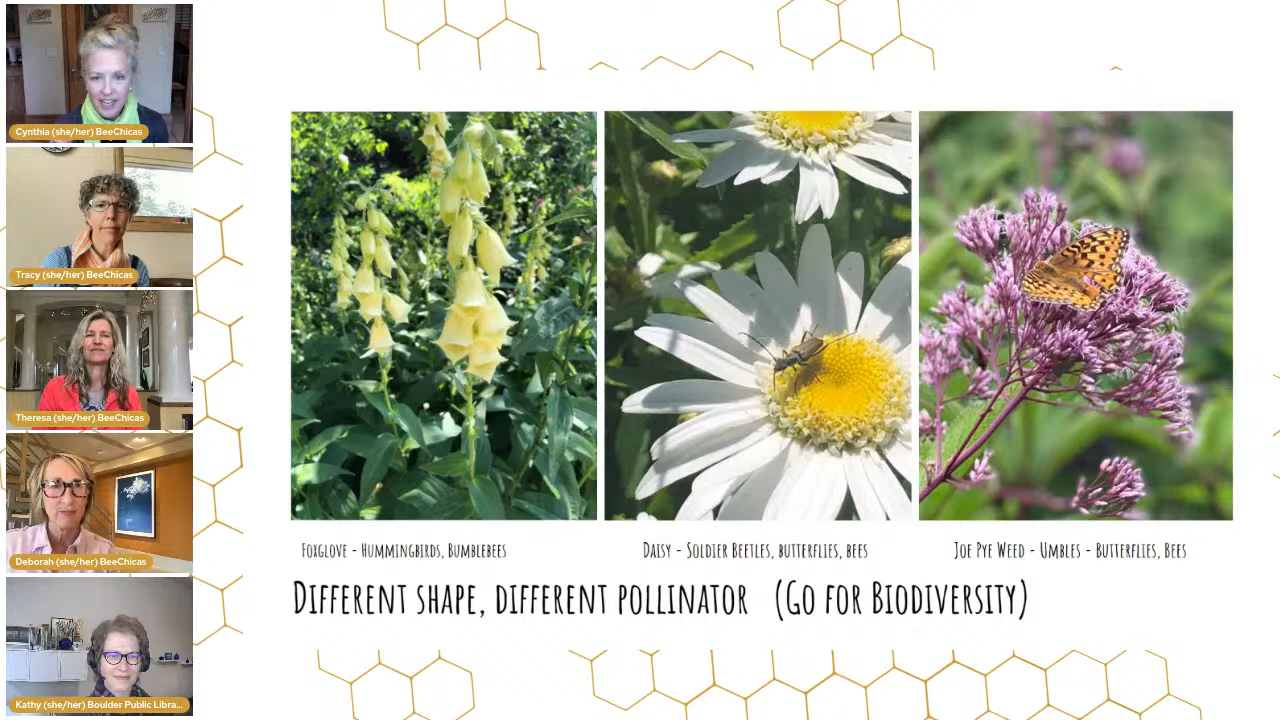 Cynthia (she/her) BeeChicas
Tracy (she/her) BeeChicas
Theresa (she/her) BeeChicas
Deborah (she/her) BeeChicas
Kathy (she/her) Boulder Public Libra...
Foxglove - Hummingbirds, Bumblebees
Daisy - Soldier Beetles, butterflies, bees
Joe Pye Weed - Umbles - Butterflies, Bees
Different shape, different pollinator (Go for Biodiversity)